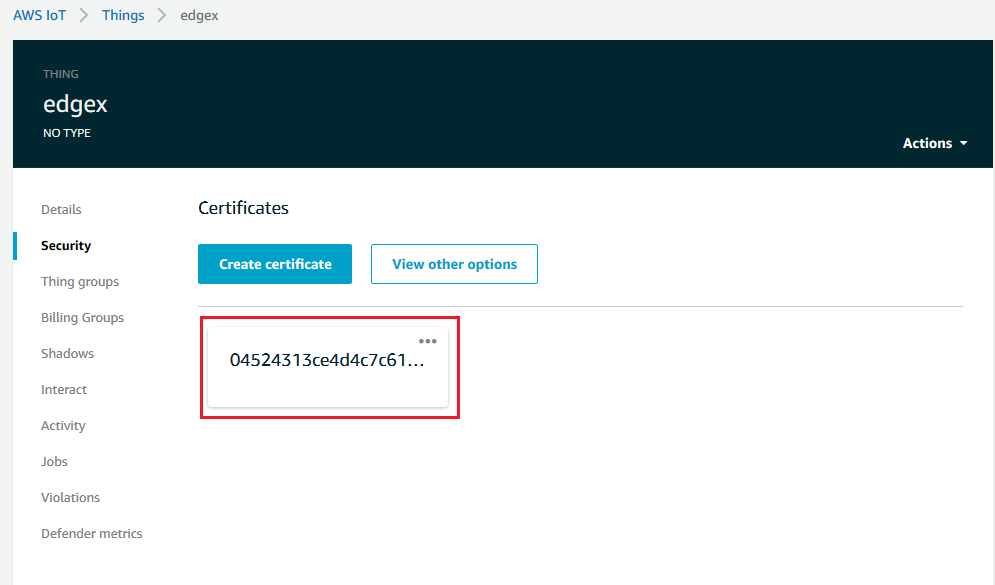 AWS IoT > Things > edgex
THING
edgex
NO TYPE
Actions
Details
Security
Thing groups
Billing Groups
Shadows
Interact
Activity
Jobs
Violations
Defender metrics
Certificates
Create certificate View other options
04524313ce4d4c7c61...